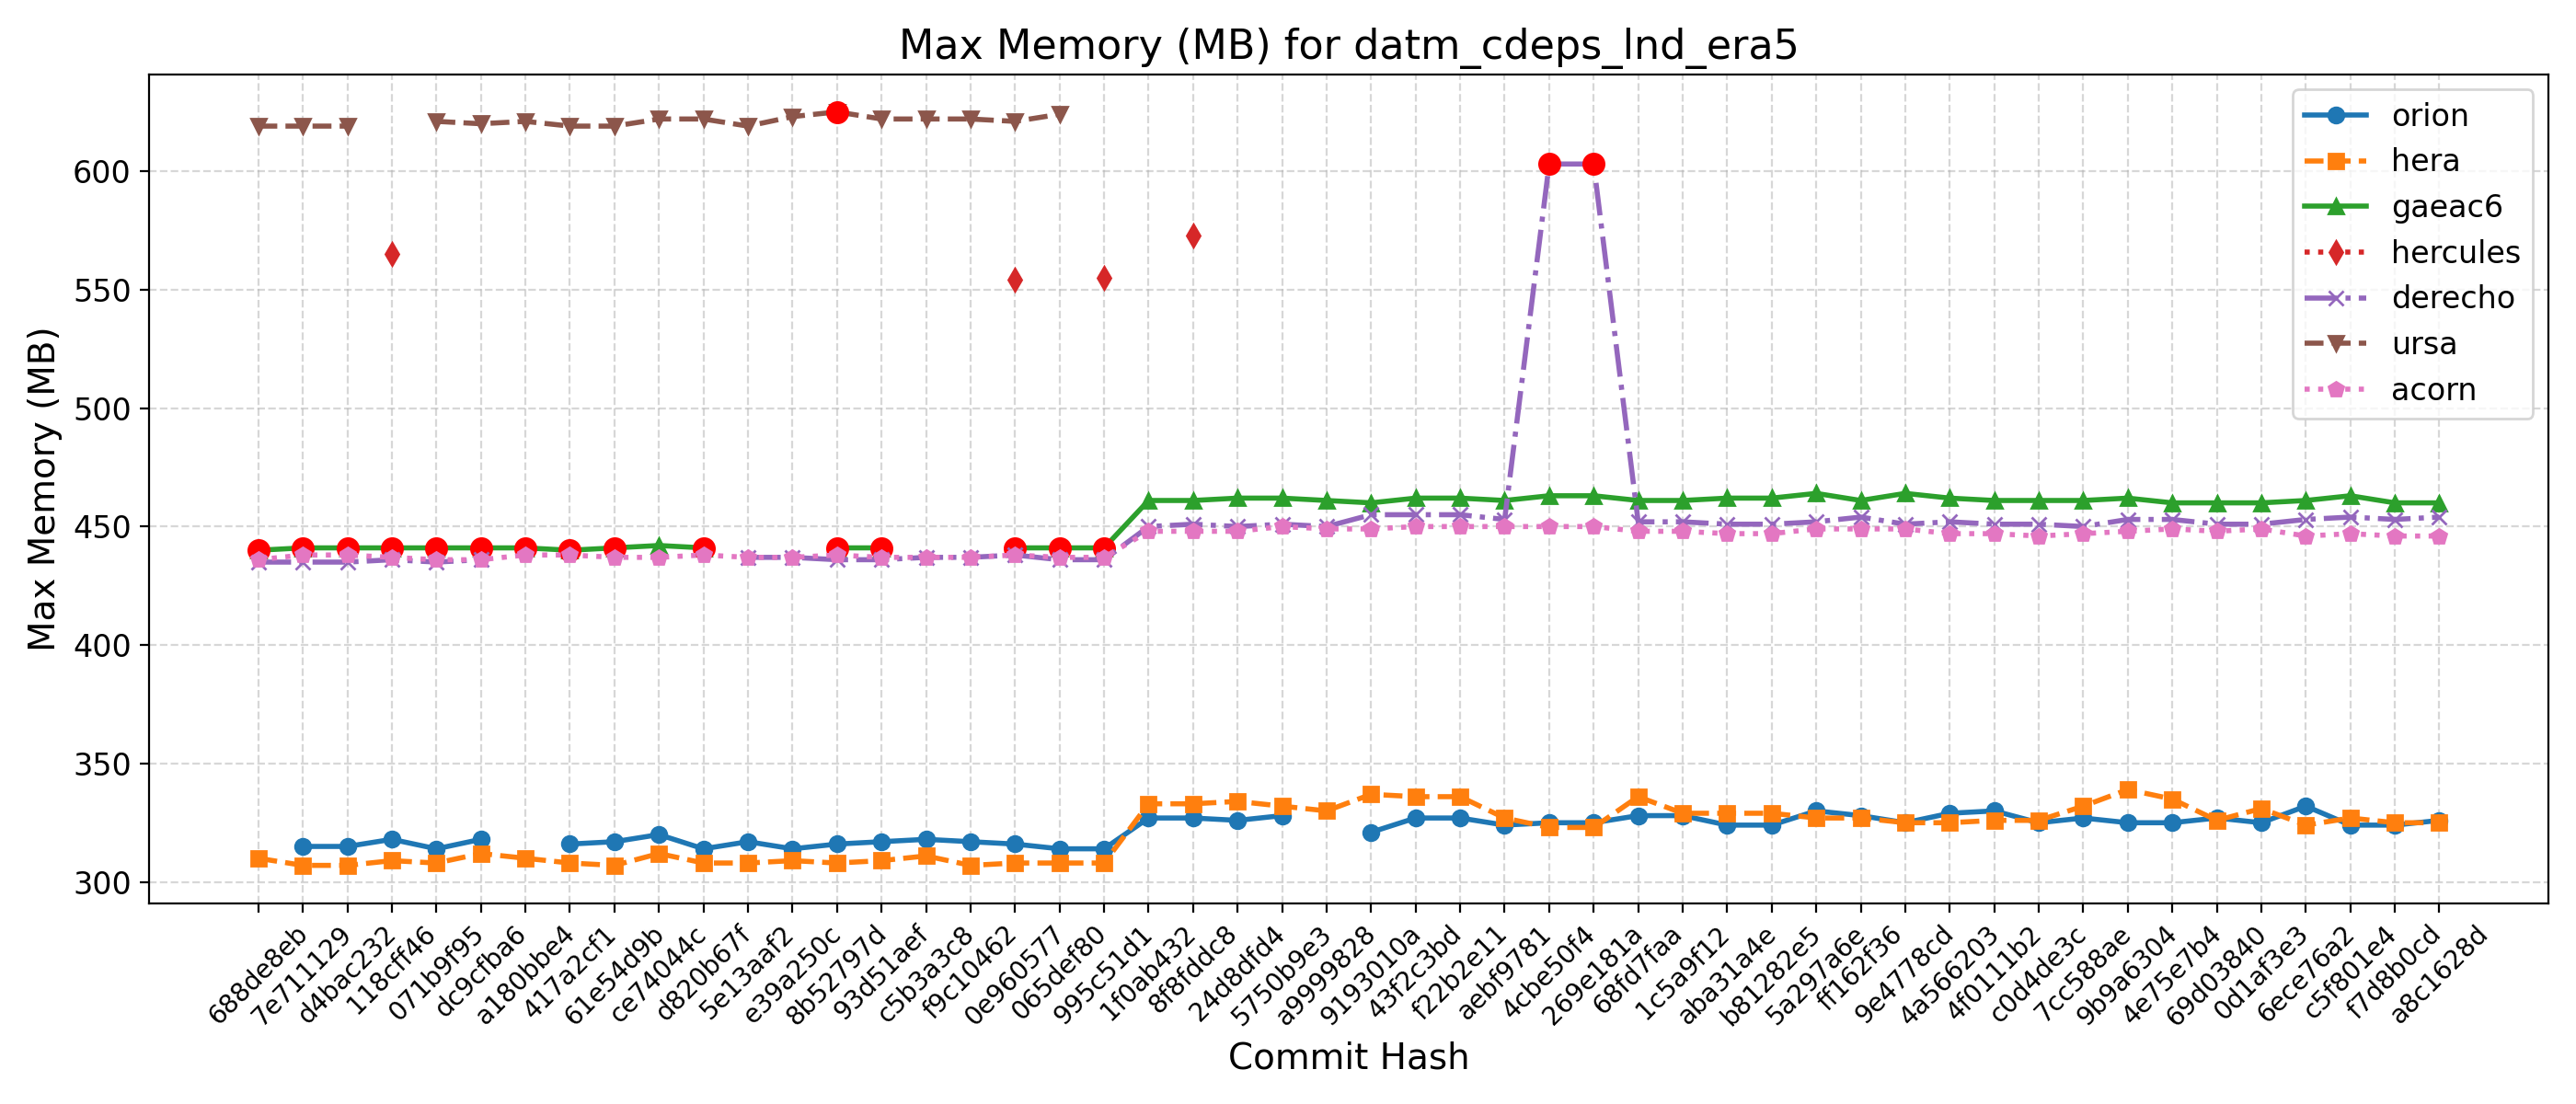 Max Memory (MB) for datm_cdeps_lnd_era5
Max Memory (MB)
600
550
500
450
400
350
300
orion
hera
gaeac6
hercules
derecho
ursa
acorn
688de8eb
7e711129
d4bac232
118cff46
071b9f95
dc9cfba6
a180bbe4
417a2cf1
61e54d9b
ce74044c
d820b67f
5e13aaf2
e39a250c
8b52797d
93d51aef
c5b3a3c8
f9c10462
0e960577
065def80
995c51d1
1f0ab432
8f8fddc8
24d8dfd4
5750b9e3
a9999828
9193010a
43f2c3bd
f22b2e11
aebf9781
4cbe50f4
269e181a
68fd7faa
1c5a9f12
aba31a4e
b81282e5
5a297a6e
ff162f36
9e4778cd
4a566203
4f0111b2
c0d4de3c
7cc588ae
9b9a6304
4e75e7b4
69d03840
0d1af3e3
6ece76a2
c5f801e4
f7d8b0cd
a8c1628d
Commit Hash